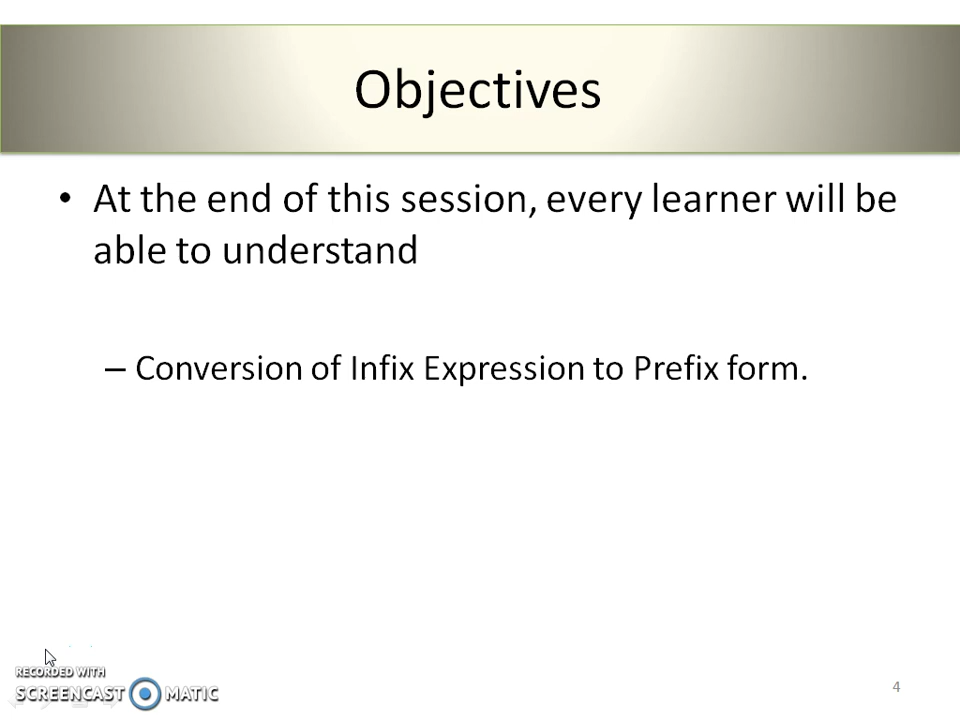 Objectives
• At the end of this session, every learner will be
able to understand
– Conversion of Infix Expression to Prefix form.
RECORDED WITH
SCREENCAST MATIC
4